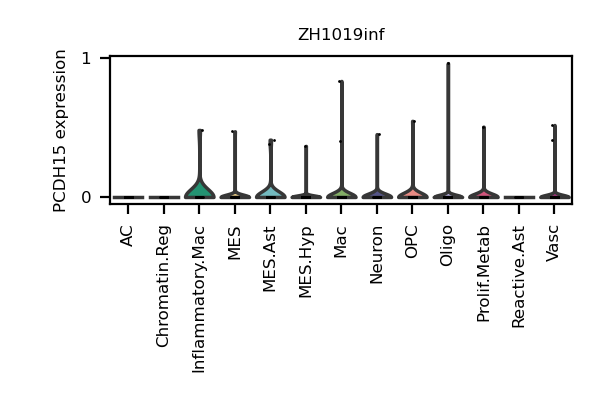 ZH1019inf
PCDH15 expression
1
0
AC
Chromatin.Reg
Inflammatory.Mac
MES
MES.Ast
MES.Hyp
Mac
Neuron
OPC
Oligo
Prolif.Metab
Reactive.Ast
Vasc